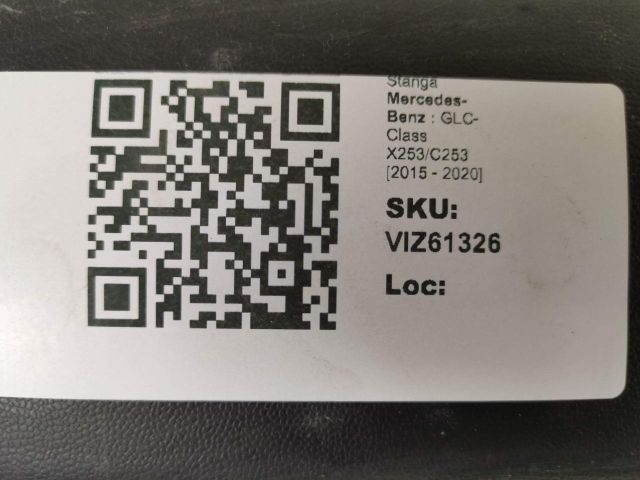 Stanga
Mercedes-
Benz : GLC-
Class
X253/C253
[2015 - 2020]
SKU:
VIZ61326
Loc: